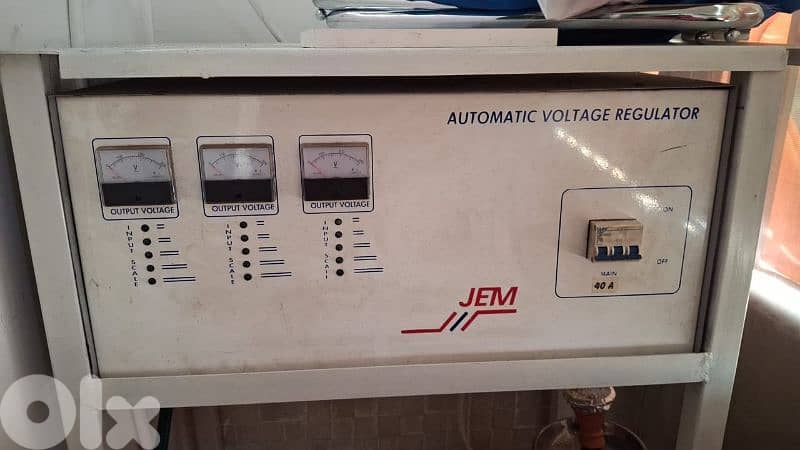 AUTOMATIC VOLTAGE REGULATOR
V
V
V
OUTPUT VOLTAGE
OUTPUT VOLTAGE
OUTPUT VOLTAGE
INPUT SCALE
INPUT SCALE
INPUT SCALE
ON
OFF
MAIN
40 A
JEM
olx